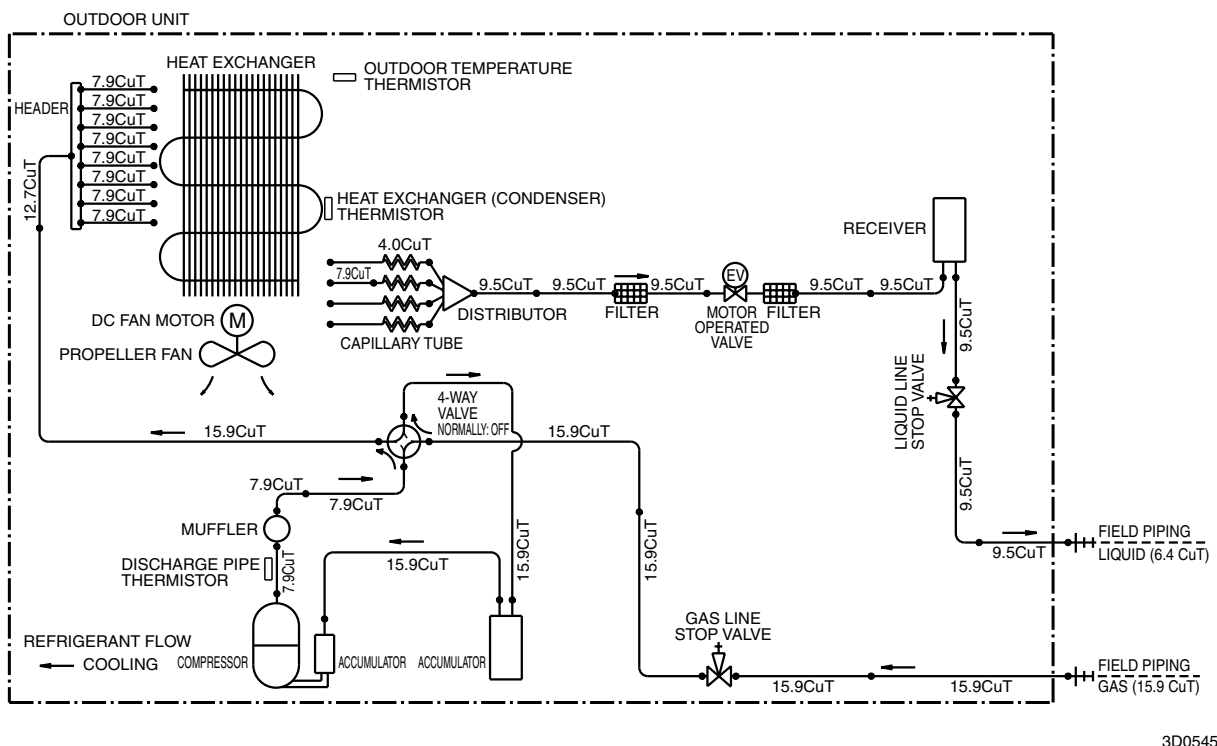 OUTDOOR UNIT
HEAT EXCHANGER
OUTDOOR TEMPERATURE
THERMISTOR
HEADER
7.9CuT
7.9CuT
7.9CuT
7.9CuT
7.9CuT
7.9CuT
7.9CuT
7.9CuT
12.7CuT
HEAT EXCHANGER (CONDENSER)
THERMISTOR
RECEIVER
4.0CuT
7.9CuT
9.5CuT
9.5CuT
9.5CuT
EV
9.5CuT
9.5CuT
DISTRIBUTOR
FILTER
MOTOR
OPERATED
VALVE
FILTER
CAPILLARY TUBE
DC FAN MOTOR
M
PROPELLER FAN
9.5CuT
LIQUID LINE
STOP VALVE
9.5CuT
4-WAY
VALVE
NORMALLY: OFF
15.9CuT
15.9CuT
7.9CuT
7.9CuT
MUFFLER
DISCHARGE PIPE
THERMISTOR
7.9CuT
15.9CuT
15.9CuT
15.9CuT
9.5CuT
FIELD PIPING
LIQUID (6.4 CuT)
GAS LINE
STOP VALVE
REFRIGERANT FLOW
COOLING
COMPRESSOR
ACCUMULATOR
ACCUMULATOR
15.9CuT
15.9CuT
FIELD PIPING
GAS (15.9 CuT)
3D0545